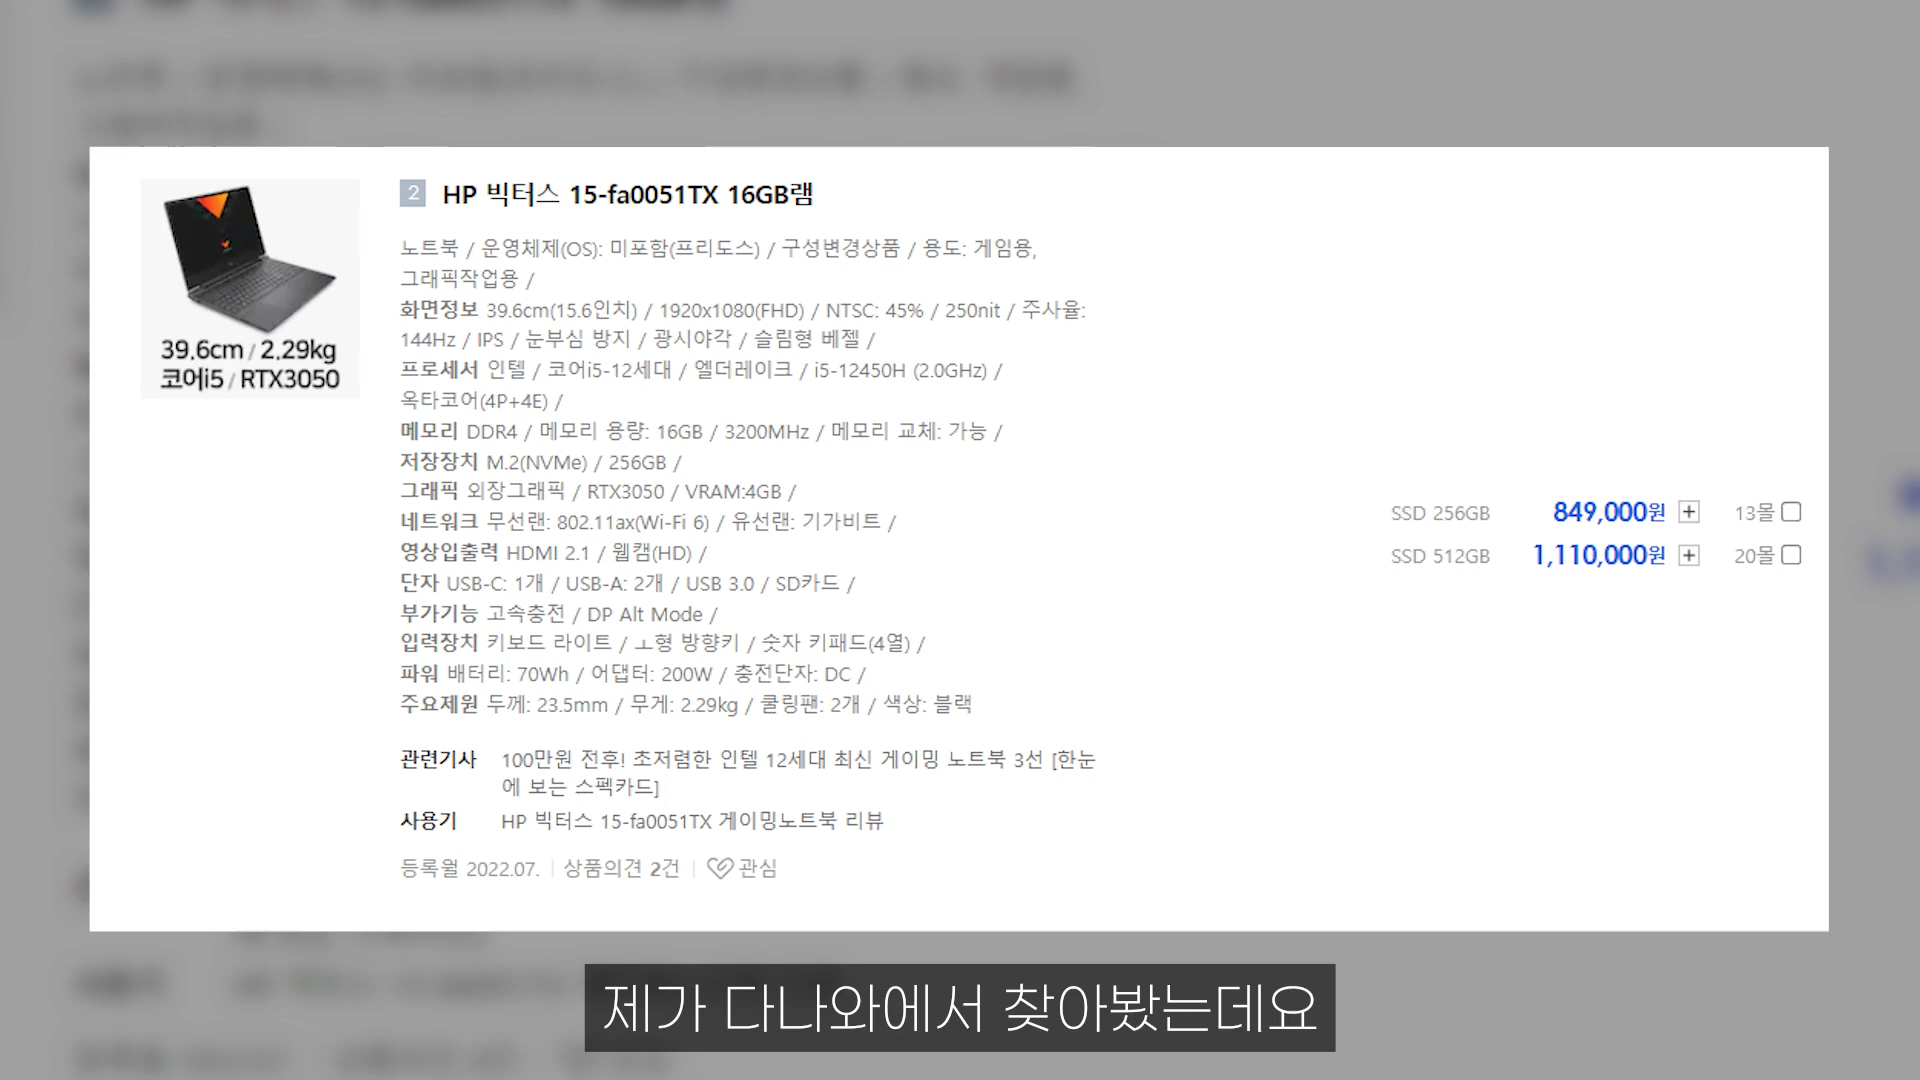 2 HP 빅터스 15-fa0051TX 16GB램
39.6cm / 2.29kg
코어i5 / RTX3050
노트북 / 운영체제(OS): 미포함(프리도스) / 구성변경상품 / 용도: 게임용,
그래픽작업용 /
화면정보 39.6cm(15.6인치) / 1920x1080(FHD) / NTSC: 45% / 250nit / 주사율:
144Hz / IPS / 눈부심 방지 / 광시야각 / 슬림형 베젤 /
프로세서 인텔 / 코어i5-12세대 / 엘더레이크 / i5-12450H (2.0GHz) /
옥타코어(4P+4E) /
메모리 DDR4 / 메모리 용량: 16GB / 3200MHz / 메모리 교체: 가능 /
저장장치 M.2(NVMe) / 256GB /
그래픽 외장그래픽 / RTX3050 / VRAM:4GB /
네트워크 무선랜: 802.11ax(Wi-Fi 6) / 유선랜: 기가비트 /
영상입출력 HDMI 2.1 / 웹캠(HD) /
단자 USB-C: 1개 / USB-A: 2개 / USB 3.0 / SD카드 /
부가기능 고속충전 / DP Alt Mode /
입력장치 키보드 라이트 / ㅗ형 방향키 / 숫자 키패드(4열) /
파워 배터리: 70Wh / 어댑터: 200W / 충전단자: DC /
주요제원 두께: 23.5mm / 무게: 2.29kg / 쿨링팬: 2개 / 색상: 블랙
SSD 256GB 849,000원 + 13몰
SSD 512GB 1,110,000원 + 20몰
관련기사 100만원 전후! 초저렴한 인텔 12세대 최신 게이밍 노트북 3선 [한눈
에 보는 스펙카드]
사용기 HP 빅터스 15-fa0051TX 게이밍노트북 리뷰
등록월 2022.07. | 상품의견 2건 | 관심
제가 다나와에서 찾아봤는데요